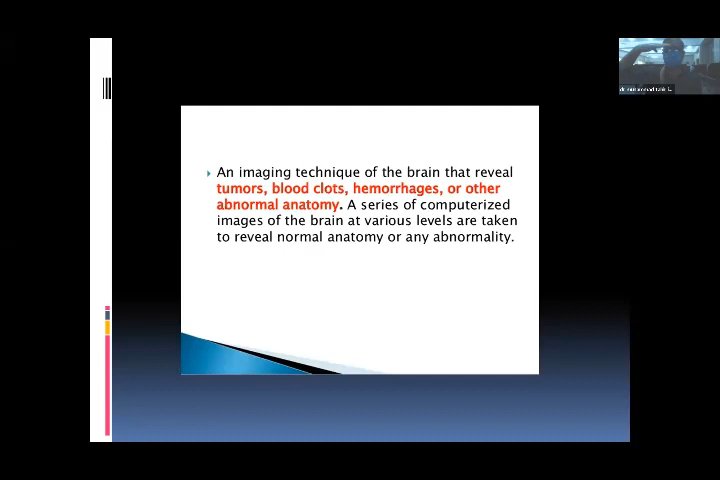 An imaging technique of the brain that reveal
tumors, blood clots, hemorrhages, or other
abnormal anatomy. A series of computerized
images of the brain at various levels are taken
to reveal normal anatomy or any abnormality.